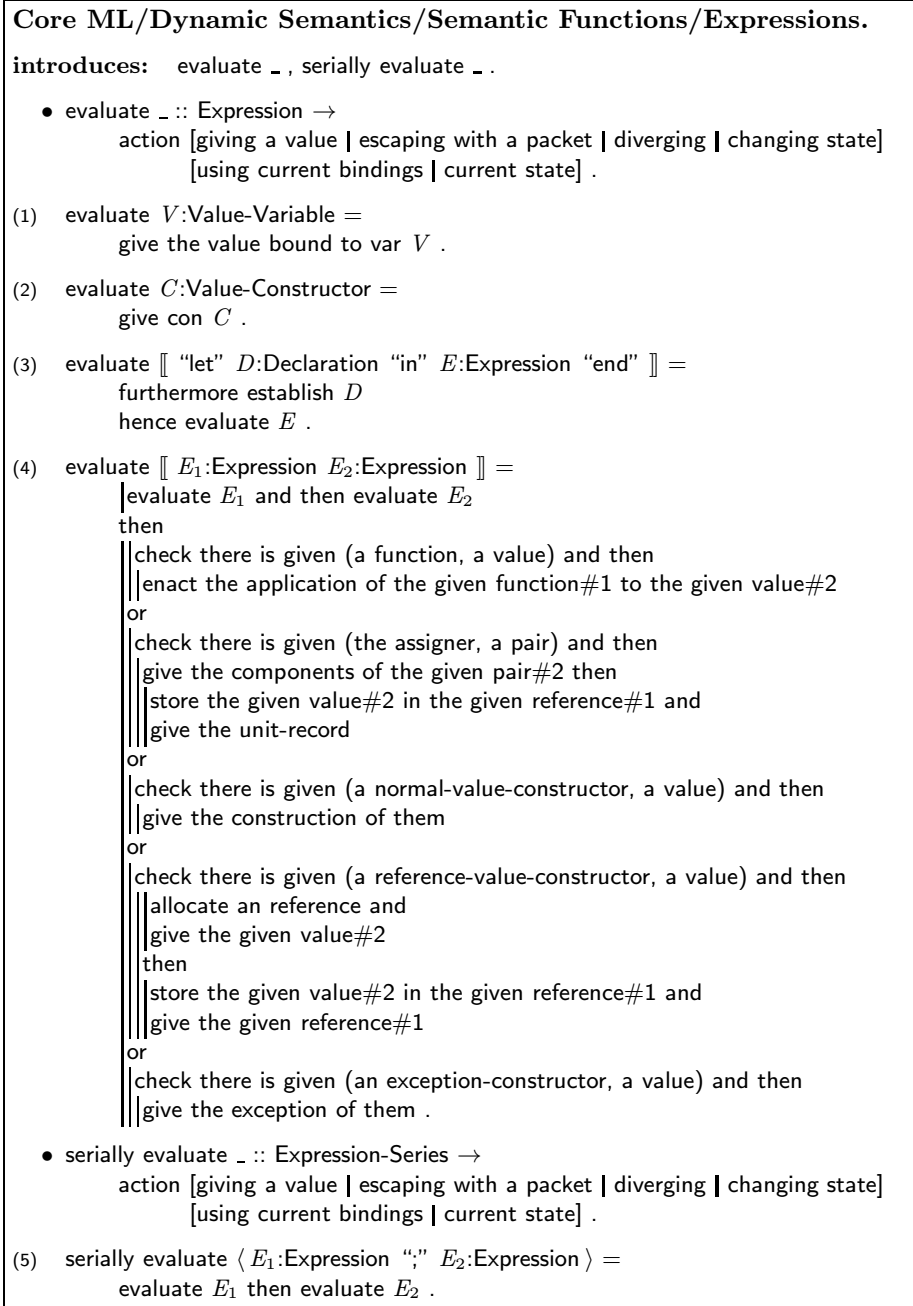 Core ML/Dynamic Semantics/Semantic Functions/Expressions.
introduces: evaluate _ , serially evaluate _ .
• evaluate _ :: Expression →
action [giving a value | escaping with a packet | diverging | changing state]
[using current bindings | current state] .
(1) evaluate V:Value-Variable =
give the value bound to var V .
(2) evaluate C:Value-Constructor =
give con C .
(3) evaluate ⟦ “let” D:Declaration “in” E:Expression “end” ⟧ =
furthermore establish D
hence evaluate E .
(4) evaluate ⟦ E₁:Expression E₂:Expression ⟧ =
evaluate E₁ and then evaluate E₂
then
check there is given (a function, a value) and then
enact the application of the given function#1 to the given value#2
or
check there is given (the assigner, a pair) and then
give the components of the given pair#2 then
store the given value#2 in the given reference#1 and
give the unit-record
or
check there is given (a normal-value-constructor, a value) and then
give the construction of them
or
check there is given (a reference-value-constructor, a value) and then
allocate an reference and
give the given value#2
then
store the given value#2 in the given reference#1 and
give the given reference#1
or
check there is given (an exception-constructor, a value) and then
give the exception of them .
• serially evaluate _ :: Expression-Series →
action [giving a value | escaping with a packet | diverging | changing state]
[using current bindings | current state] .
(5) serially evaluate ⟨ E₁:Expression “;” E₂:Expression ⟩ =
evaluate E₁ then evaluate E₂ .